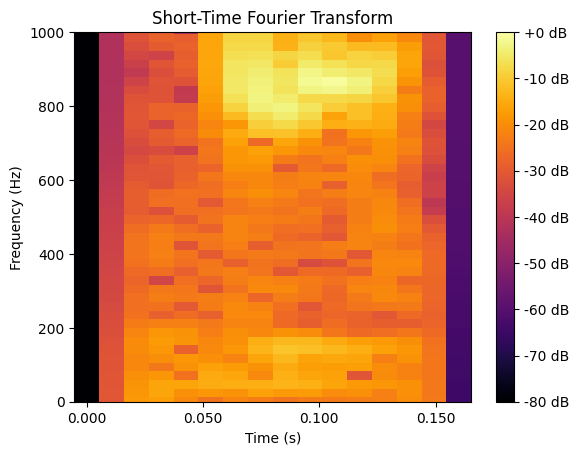 Short-Time Fourier Transform
1000
800
600
400
200
0
Frequency (Hz)
0.000
0.050
0.100
0.150
Time (s)
+0 dB
-10 dB
-20 dB
-30 dB
-40 dB
-50 dB
-60 dB
-70 dB
-80 dB